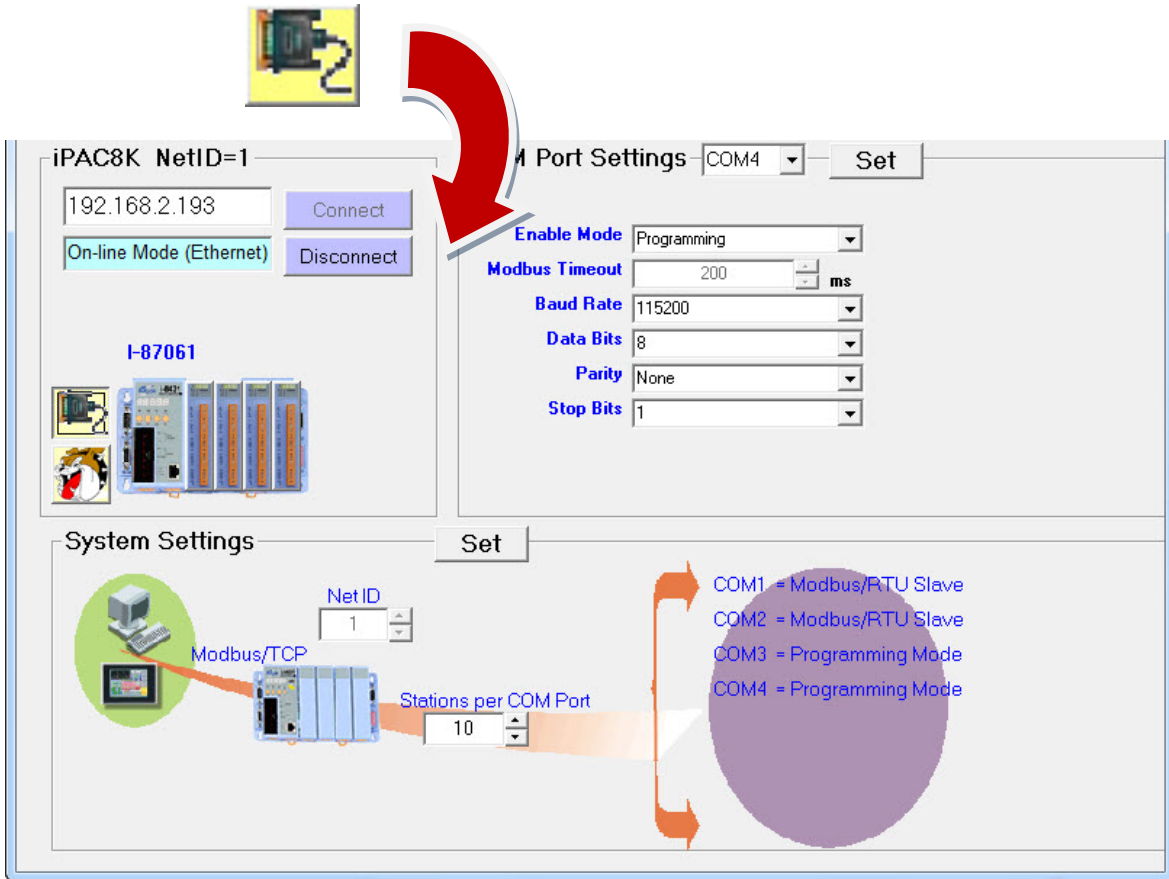 iPAC8K NetID=1
192.168.2.193
Connect
On-line Mode (Ethernet)
Disconnect
I-87061
Port Settings COM4 Set
Enable Mode Programming
Modbus Timeout 200 ms
Baud Rate 115200
Data Bits 8
Parity None
Stop Bits 1
System Settings Set
Net ID
1
Modbus/TCP
Stations per COM Port
10
COM1 = Modbus/RTU Slave
COM2 = Modbus/RTU Slave
COM3 = Programming Mode
COM4 = Programming Mode